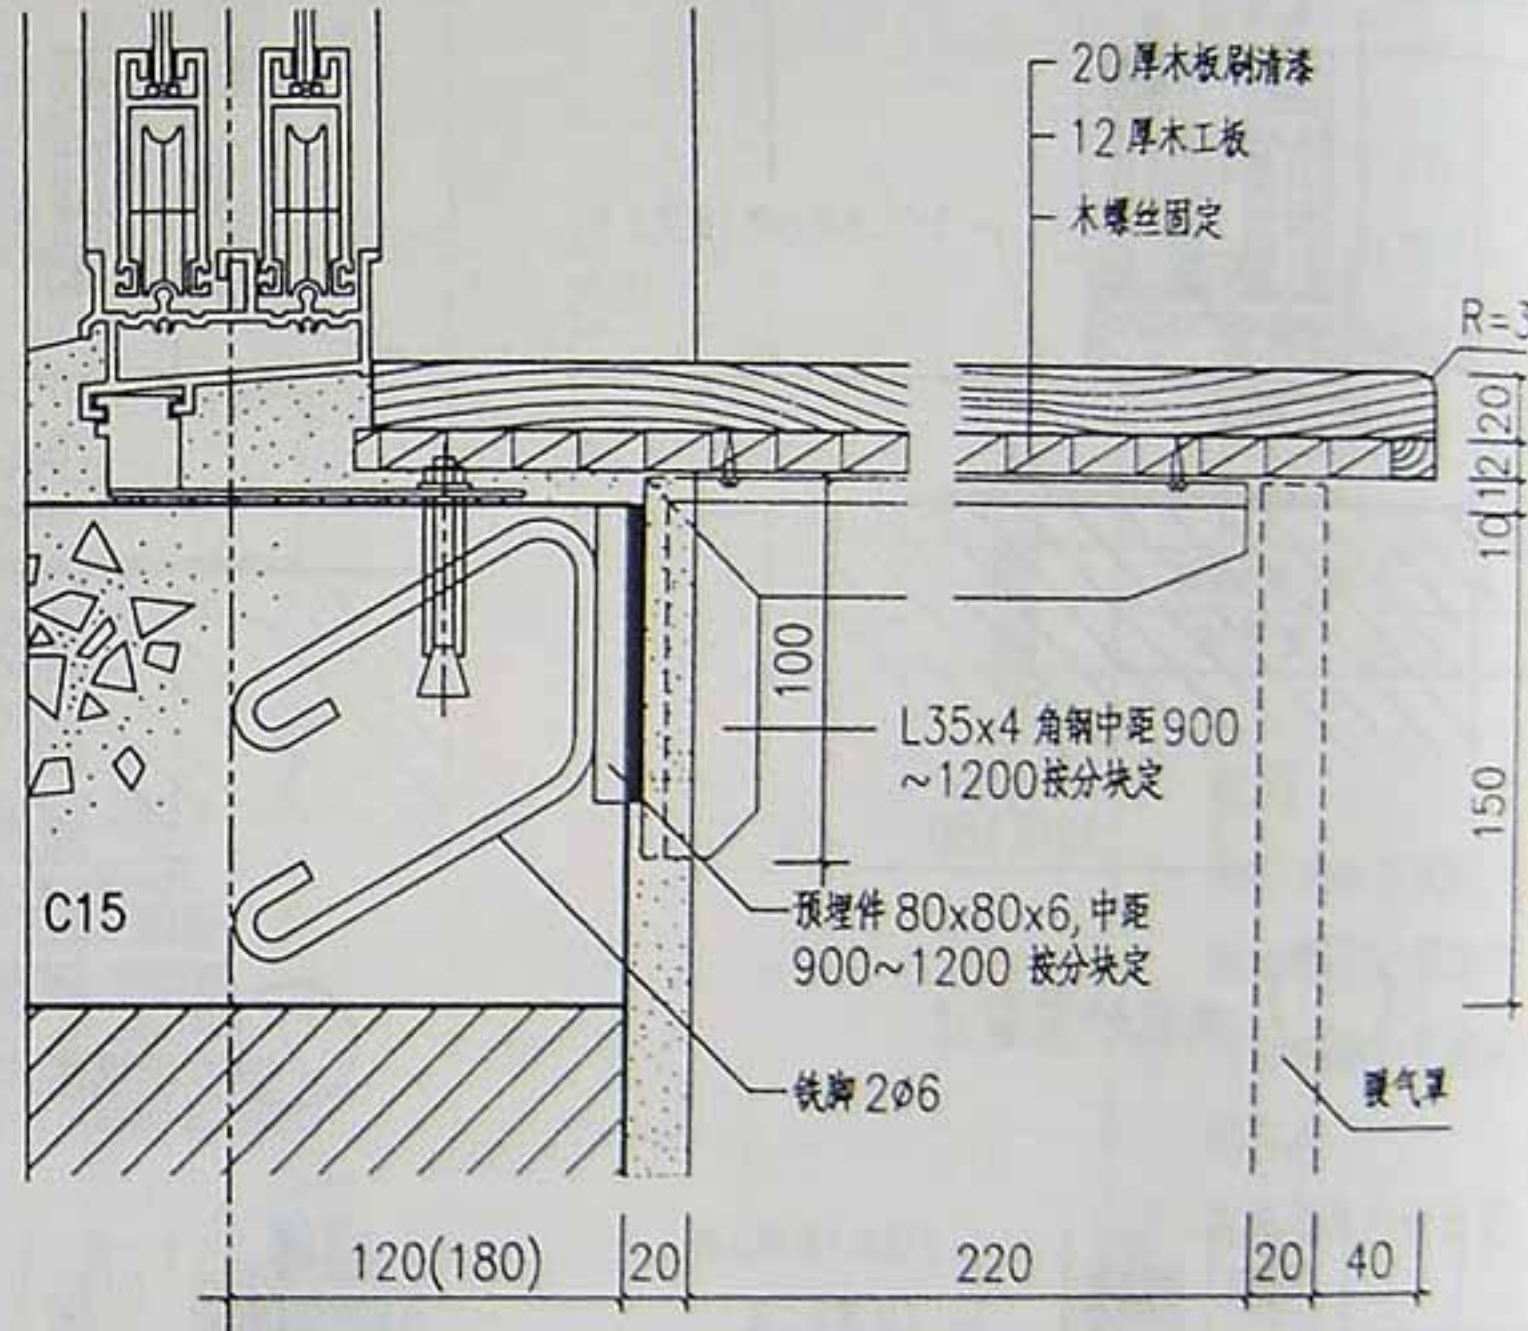 20厚木板刷清漆
12厚木工板
木螺丝固定
R=3
20
12
10
100
150
L35x4 角钢中距900
~1200按分块定
C15
预埋件 80x80x6,中距
900~1200 按分块定
铁脚 2ø6
暖气罩
120(180)
20
220
20
40